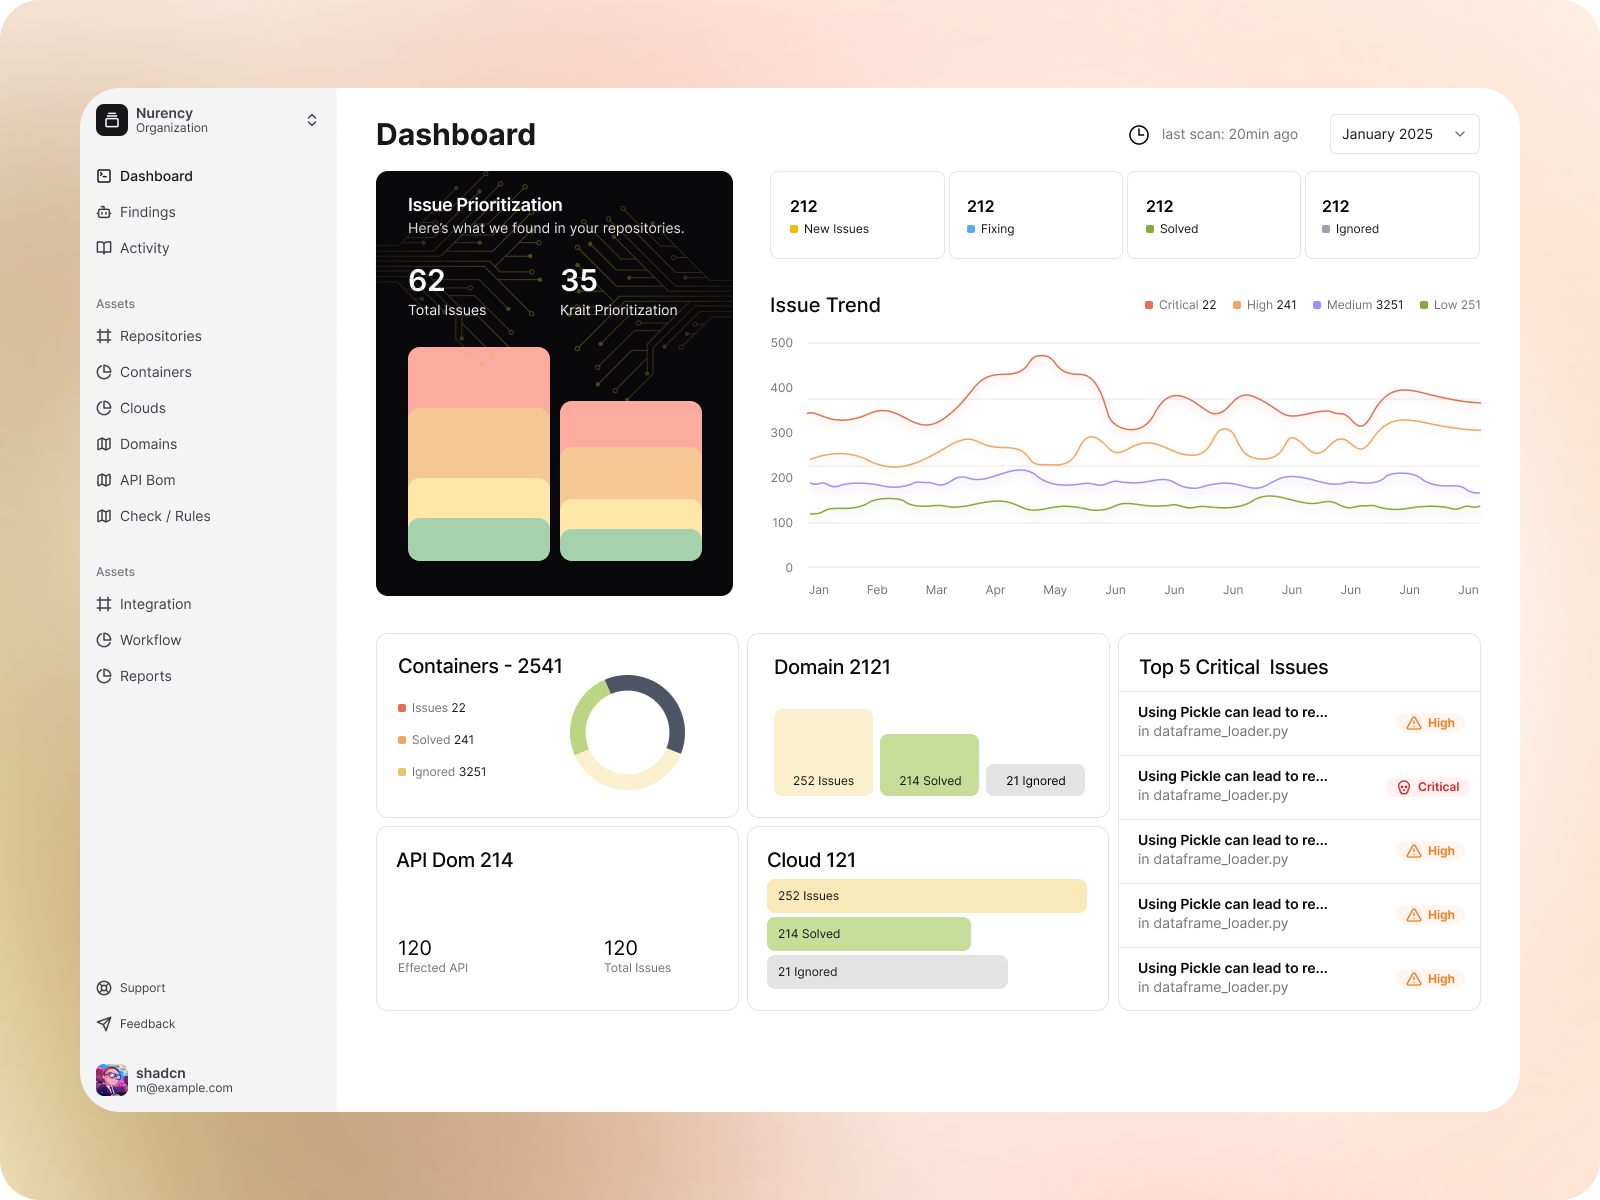 Nurency
Organization
Dashboard
Findings
Activity
Assets
Repositories
Containers
Clouds
Domains
API Bom
Check / Rules
Assets
Integration
Workflow
Reports
Support
Feedback
shadcn
m@example.com
Dashboard
last scan: 20min ago
January 2025
Issue Prioritization
Here's what we found in your repositories.
62
Total Issues
35
Krait Prioritization
212
New Issues
212
Fixing
212
Solved
212
Ignored
Issue Trend
Critical 22
High 241
Medium 3251
Low 251
500
400
300
200
100
0
Jan Feb Mar Apr May Jun Jun Jun Jun Jun Jun Jun
Containers - 2541
Issues 22
Solved 241
Ignored 3251
Domain 2121
252 Issues
214 Solved
21 Ignored
API Dom 214
120
Effected API
120
Total Issues
Cloud 121
252 Issues
214 Solved
21 Ignored
Top 5 Critical Issues
Using Pickle can lead to re...
in dataframe_loader.py
High
Using Pickle can lead to re...
in dataframe_loader.py
Critical
Using Pickle can lead to re...
in dataframe_loader.py
High
Using Pickle can lead to re...
in dataframe_loader.py
High
Using Pickle can lead to re...
in dataframe_loader.py
High